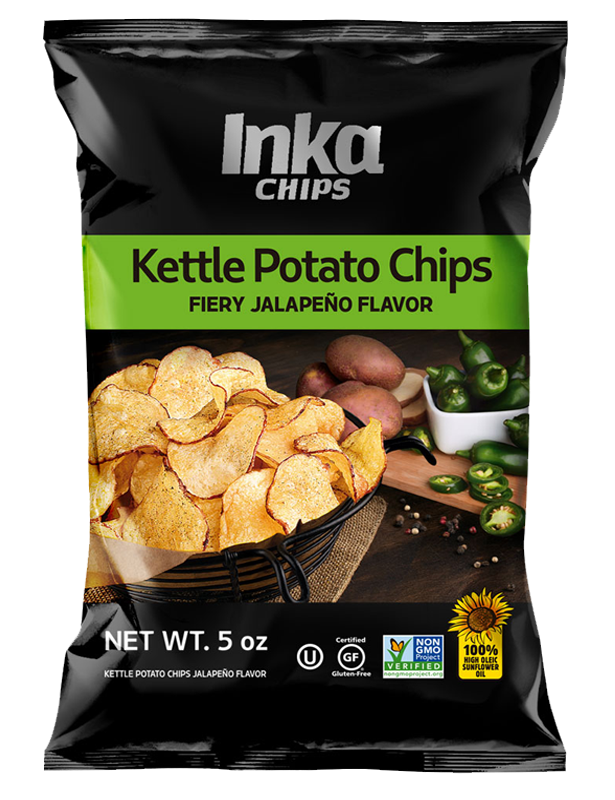 Inka
CHIPS
Kettle Potato Chips
FIERY JALAPEÑO FLAVOR
NET WT. 5 oz
KETTLE POTATO CHIPS JALAPEÑO FLAVOR
U
Certified
GF
Gluten-Free
NON
GMO
Project
VERIFIED
nongmoproject.org
100%
HIGH OLEIC
SUNFLOWER
OIL